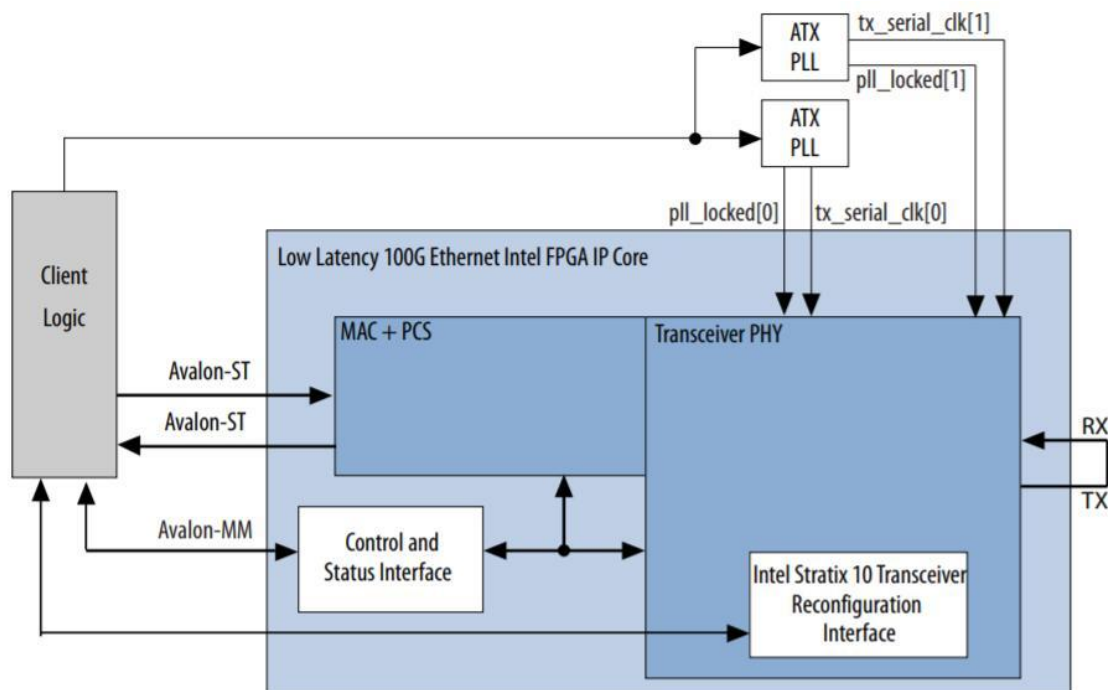 ATX
PLL
tx_serial_clk[1]
pll_locked[1]
ATX
PLL
pll_locked[0]
tx_serial_clk[0]
Client
Logic
Low Latency 100G Ethernet Intel FPGA IP Core
MAC + PCS
Transceiver PHY
Avalon-ST
Avalon-ST
RX
TX
Avalon-MM
Control and
Status Interface
Intel Stratix 10 Transceiver
Reconfiguration
Interface